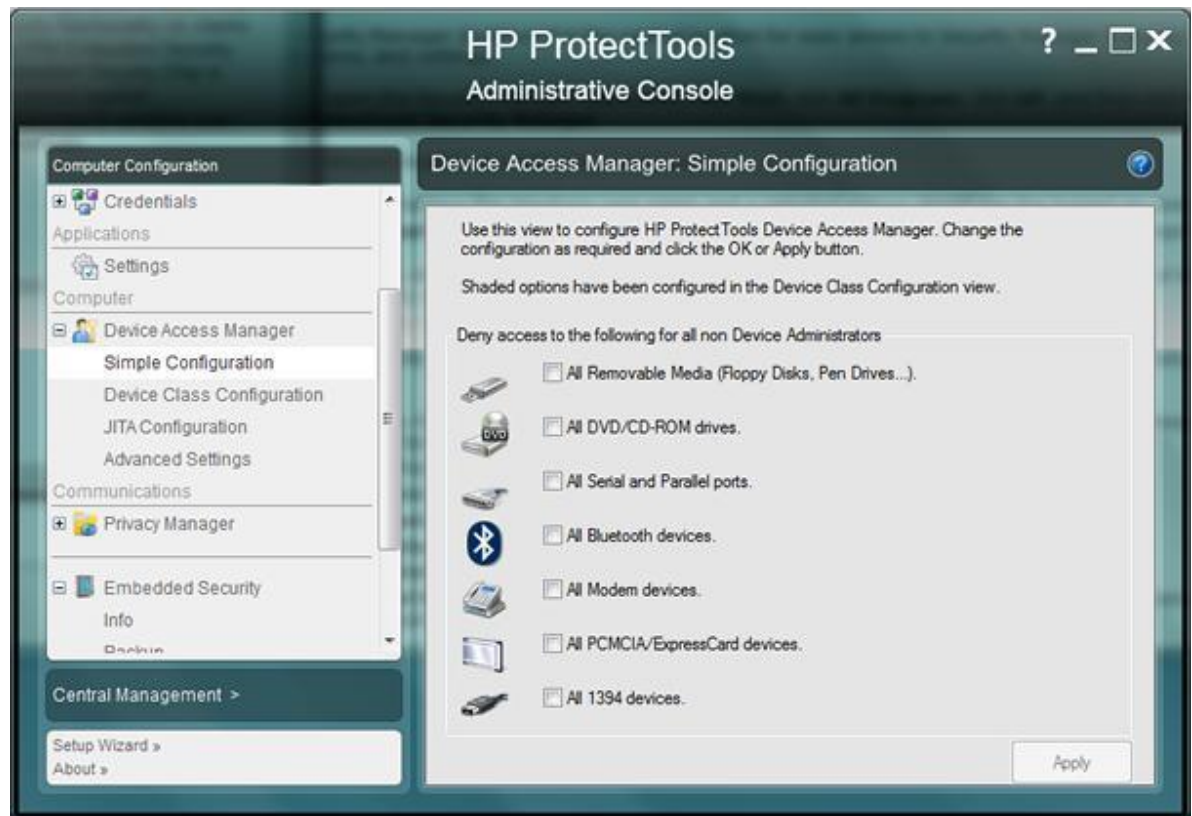 HP ProtectTools
Administrative Console
? _ □ X
Computer Configuration
Credentials
Applications
Settings
Computer
Device Access Manager
Simple Configuration
Device Class Configuration
JITA Configuration
Advanced Settings
Communications
Privacy Manager
Embedded Security
Info
Backup
Central Management >
Setup Wizard »
About »
Device Access Manager: Simple Configuration
?
Use this view to configure HP ProtectTools Device Access Manager. Change the
configuration as required and click the OK or Apply button.
Shaded options have been configured in the Device Class Configuration view.
Deny access to the following for all non Device Administrators
All Removable Media (Floppy Disks, Pen Drives...).
DVD
All DVD/CD-ROM drives.
All Serial and Parallel ports.
All Bluetooth devices.
All Modem devices.
All PCMCIA/ExpressCard devices.
All 1394 devices.
Apply